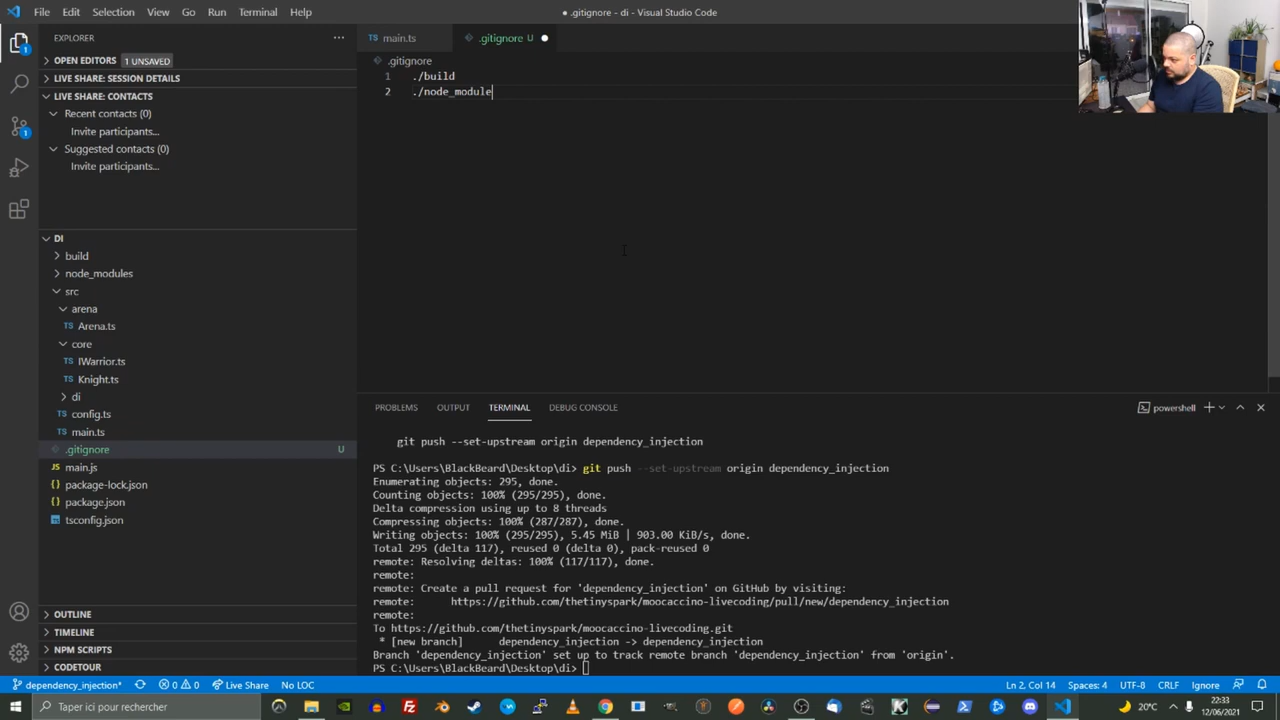 File Edit Selection View Go Run Terminal Help
● .gitignore - di - Visual Studio Code
EXPLORER
OPEN EDITORS 1 UNSAVED
LIVE SHARE: SESSION DETAILS
LIVE SHARE: CONTACTS
Recent contacts (0)
Invite participants...
Suggested contacts (0)
Invite participants...
DI
build
node_modules
src
arena
TS Arena.ts
core
TS IWarrior.ts
TS Knight.ts
di
TS config.ts
TS main.ts
.gitignore U
JS main.js
package-lock.json
package.json
tsconfig.json
OUTLINE
TIMELINE
NPM SCRIPTS
CODETOUR
TS main.ts
.gitignore U ●
.gitignore
1 ./build
2 ./node_module
PROBLEMS OUTPUT TERMINAL DEBUG CONSOLE
powershell
git push --set-upstream origin dependency_injection
PS C:\Users\BlackBeard\Desktop\di> git push --set-upstream origin dependency_injection
Enumerating objects: 295, done.
Counting objects: 100% (295/295), done.
Delta compression using up to 8 threads
Compressing objects: 100% (287/287), done.
Writing objects: 100% (295/295), 5.45 MiB | 903.00 KiB/s, done.
Total 295 (delta 117), reused 0 (delta 0), pack-reused 0
remote: Resolving deltas: 100% (117/117), done.
remote:
remote: Create a pull request for 'dependency_injection' on GitHub by visiting:
remote: https://github.com/thetinyspark/moocaccino-livecoding/pull/new/dependency_injection
remote:
To https://github.com/thetinyspark/moocaccino-livecoding.git
* [new branch] dependency_injection -> dependency_injection
Branch 'dependency_injection' set up to track remote branch 'dependency_injection' from 'origin'.
PS C:\Users\BlackBeard\Desktop\di>
dependency_injection* 0 0 Live Share No LOC
Ln 2, Col 14 Spaces: 4 UTF-8 CRLF Ignore
Taper ici pour rechercher
20°C
22:33
12/06/2021